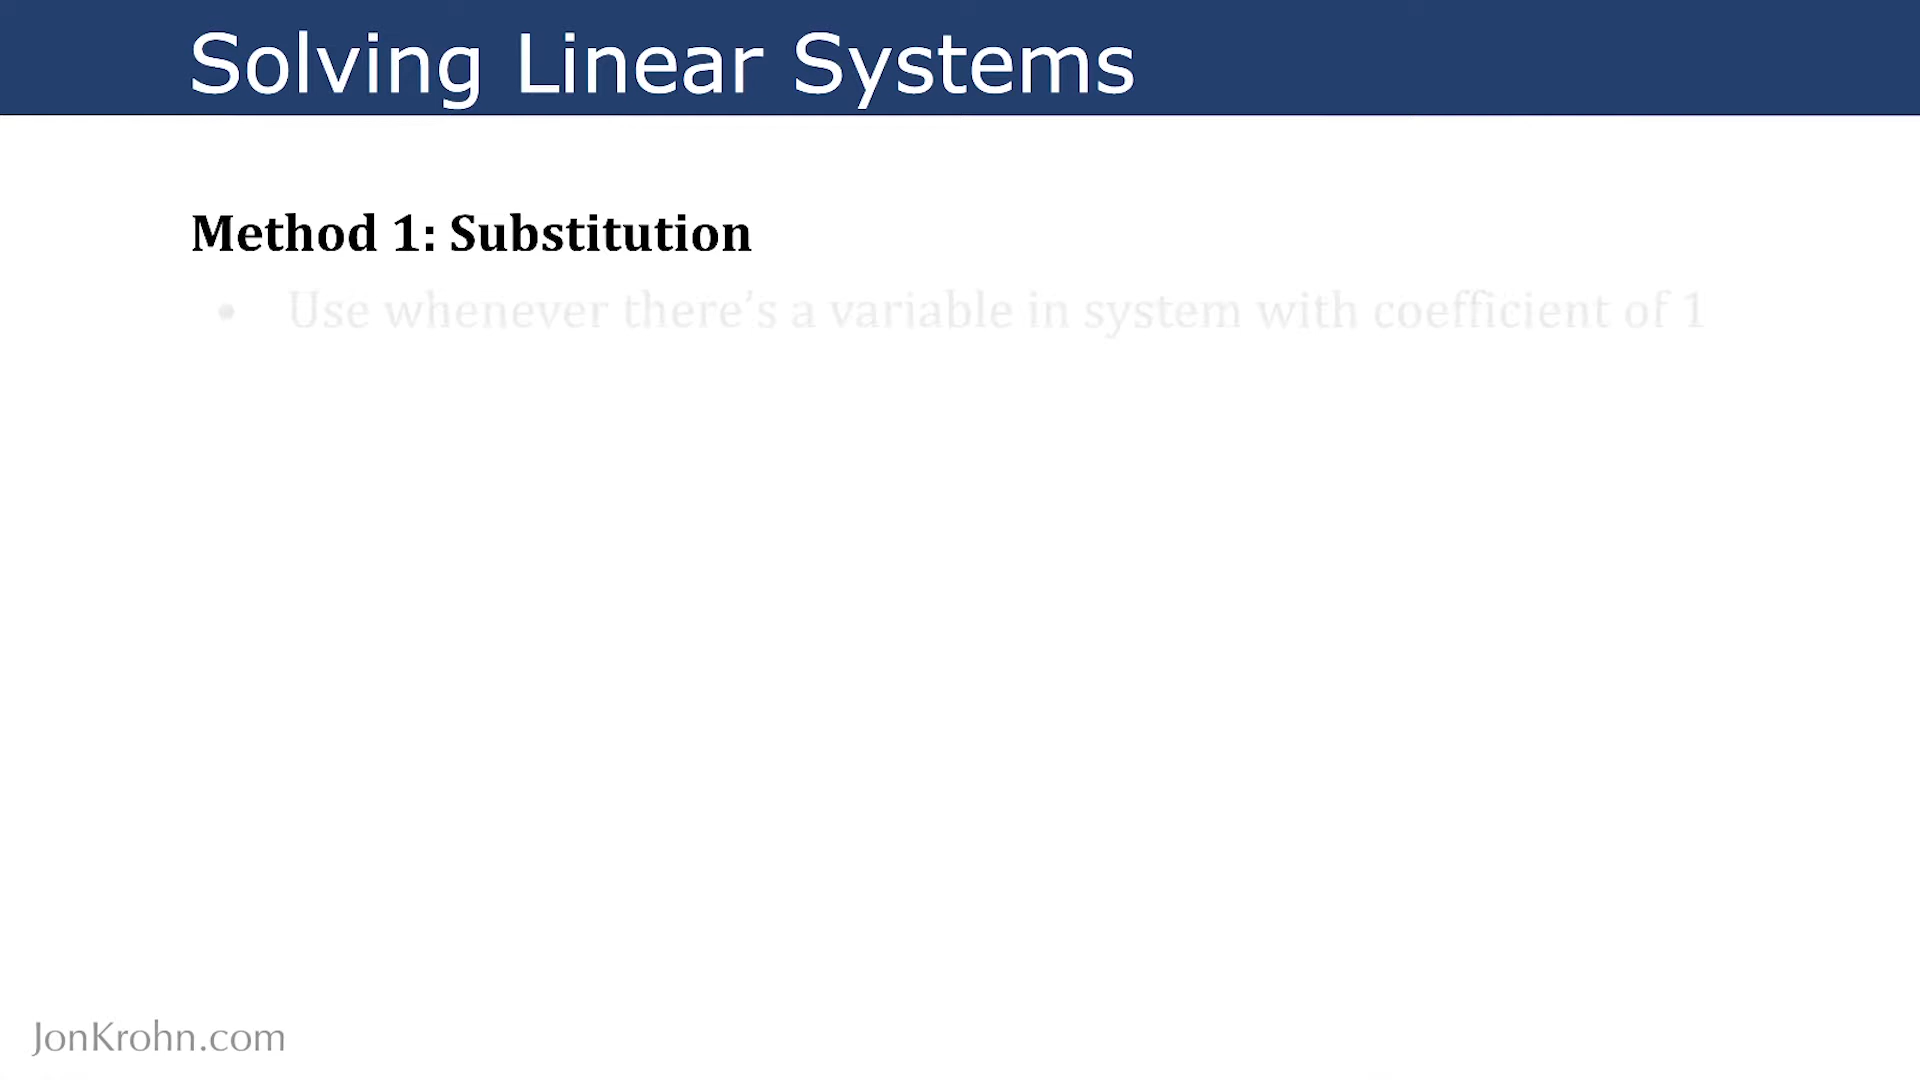 Solving Linear Systems
Method 1: Substitution
• Use whenever there’s a variable in system with coefficient of 1
JonKrohn.com